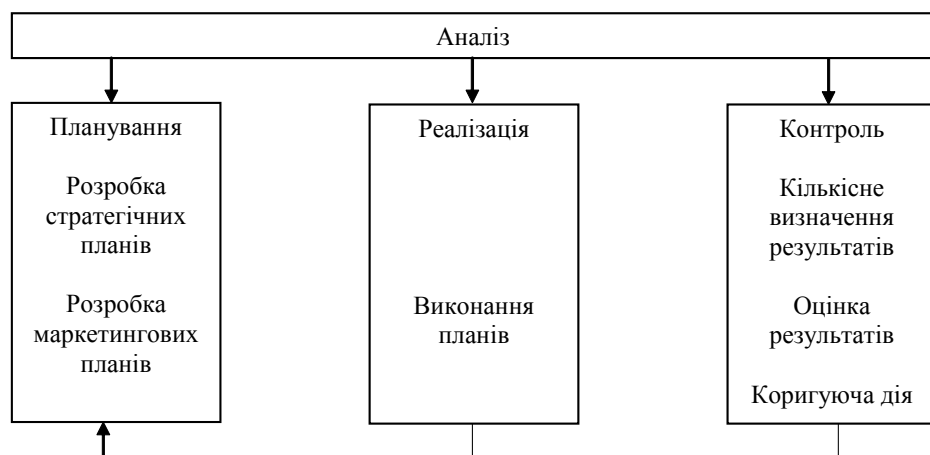 Аналіз
Планування
Розробка
стратегічних
планів
Розробка
маркетингових
планів
Реалізація
Виконання
планів
Контроль
Кількісне
визначення
результатів
Оцінка
результатів
Коригуюча дія